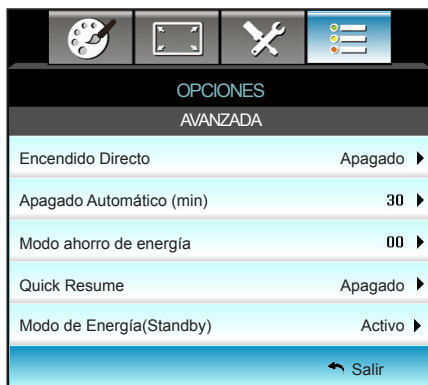 OPCIONES
AVANZADA
Encendido Directo Apagado
Apagado Automático (min) 30
Modo ahorro de energía 00
Quick Resume Apagado
Modo de Energía(Standby) Activo
Salir